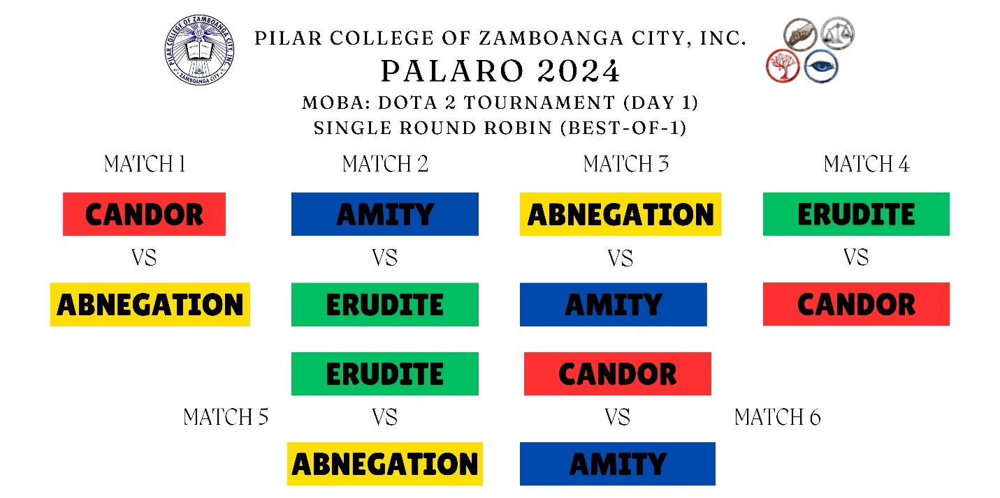 PILAR COLLEGE OF ZAMBOANGA CITY, INC.
PILAR COLLEGE OF ZAMBOANGA CITY, INC.
ZAMBOANGA CITY
PALARO 2024
MOBA: DOTA 2 TOURNAMENT (DAY 1)
SINGLE ROUND ROBIN (BEST-OF-1)
MATCH 1
CANDOR
VS
ABNEGATION
MATCH 2
AMITY
VS
ERUDITE
MATCH 3
ABNEGATION
VS
AMITY
MATCH 4
ERUDITE
VS
CANDOR
MATCH 5
ERUDITE
VS
ABNEGATION
CANDOR
VS
AMITY
MATCH 6